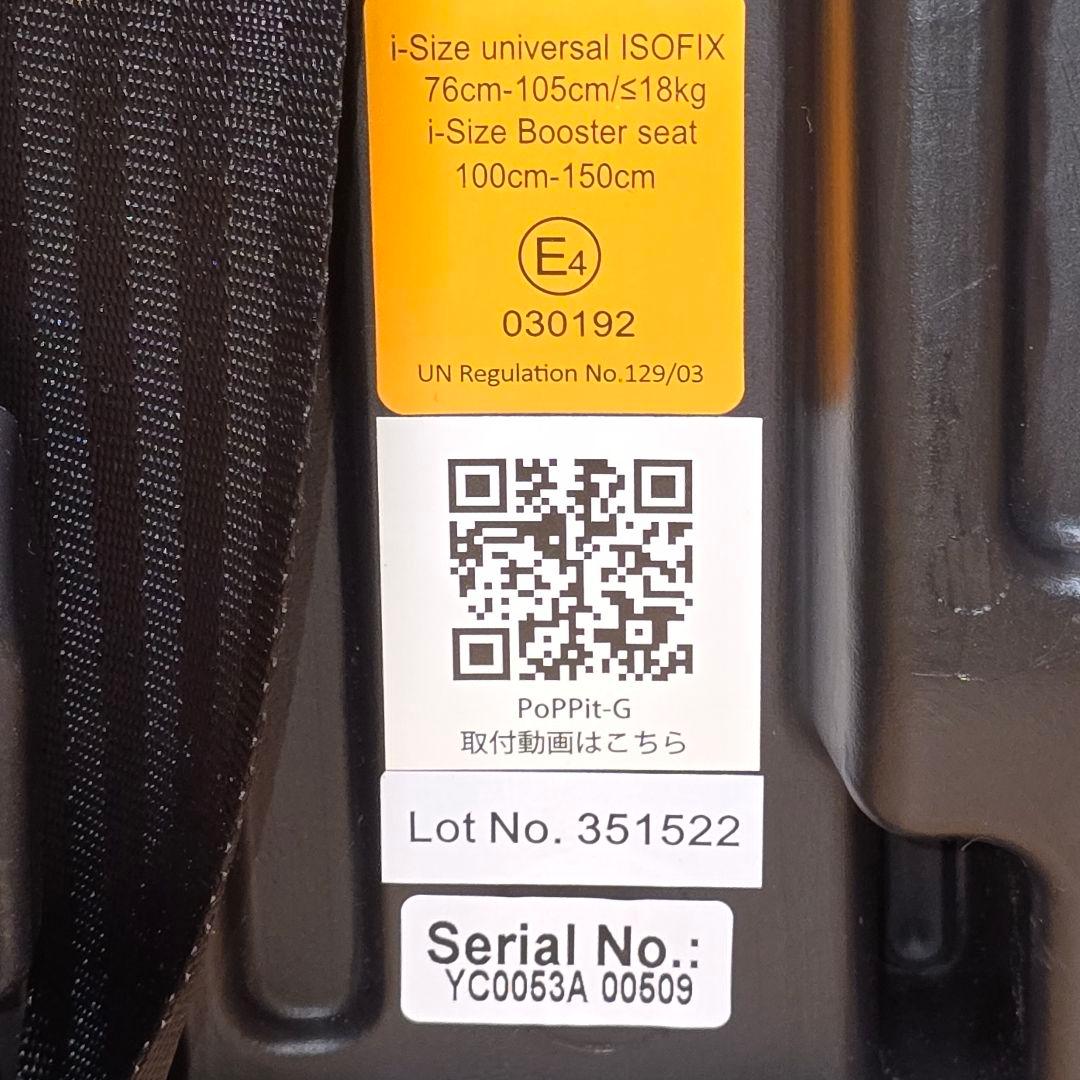 i-Size universal ISOFIX
76cm-105cm/≤18kg
i-Size Booster seat
100cm-150cm
E4
030192
UN Regulation No.129/03
PoPPit-G
取付動画はこちら
Lot No. 351522
Serial No.:
YC0053A 00509